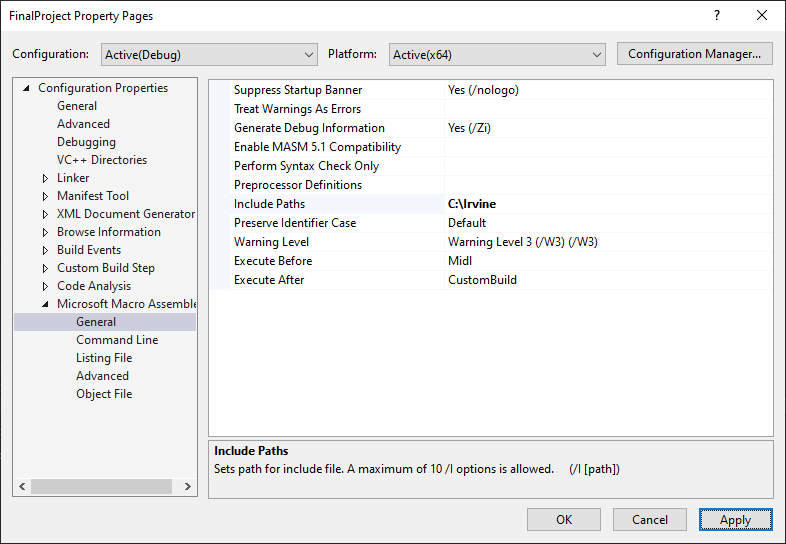 FinalProject Property Pages
Configuration: Active(Debug) Platform: Active(x64) Configuration Manager...
Configuration Properties
General
Advanced
Debugging
VC++ Directories
Linker
Manifest Tool
XML Document Generator
Browse Information
Build Events
Custom Build Step
Code Analysis
Microsoft Macro Assemble
General
Command Line
Listing File
Advanced
Object File
Suppress Startup Banner Yes (/nologo)
Treat Warnings As Errors
Generate Debug Information Yes (/Zi)
Enable MASM 5.1 Compatibility
Perform Syntax Check Only
Preprocessor Definitions
Include Paths C:\Irvine
Preserve Identifier Case Default
Warning Level Warning Level 3 (/W3) (/W3)
Execute Before Midl
Execute After CustomBuild
Include Paths
Sets path for include file. A maximum of 10 /I options is allowed. (/I [path])
OK Cancel Apply